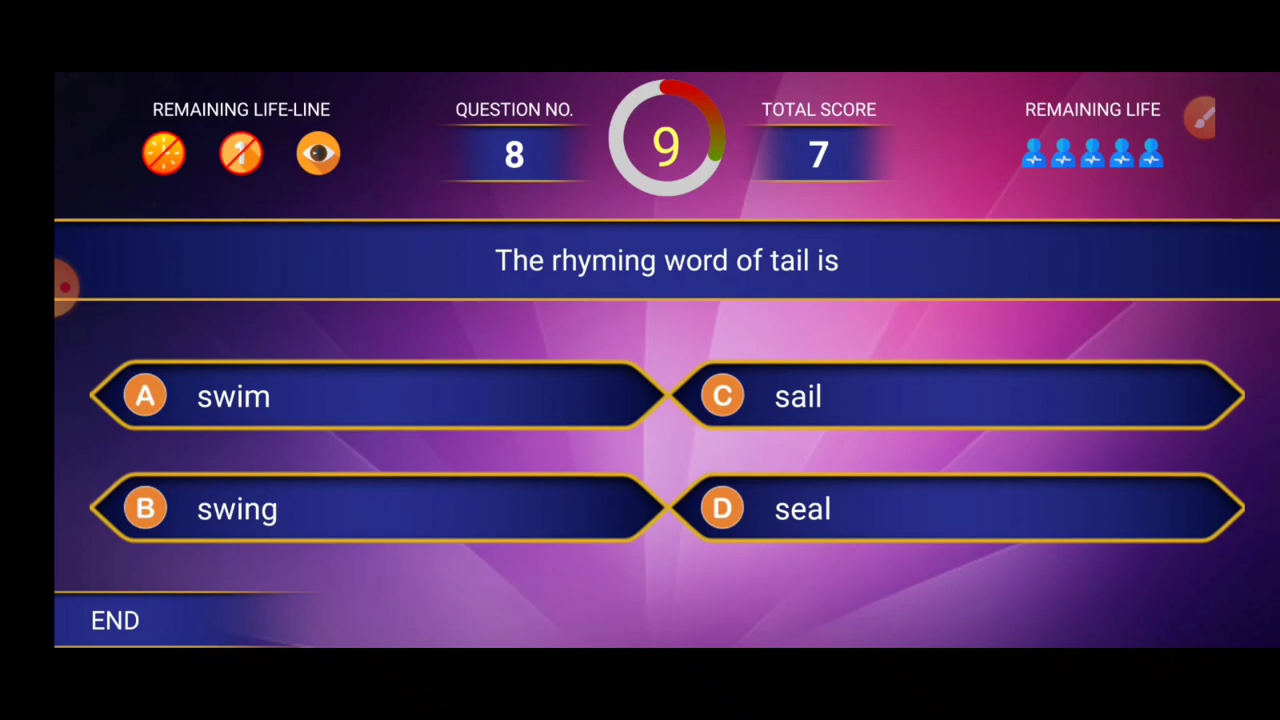 REMAINING LIFE-LINE
1
QUESTION NO.
8
9
TOTAL SCORE
7
REMAINING LIFE
The rhyming word of tail is
A swim
C sail
B swing
D seal
END